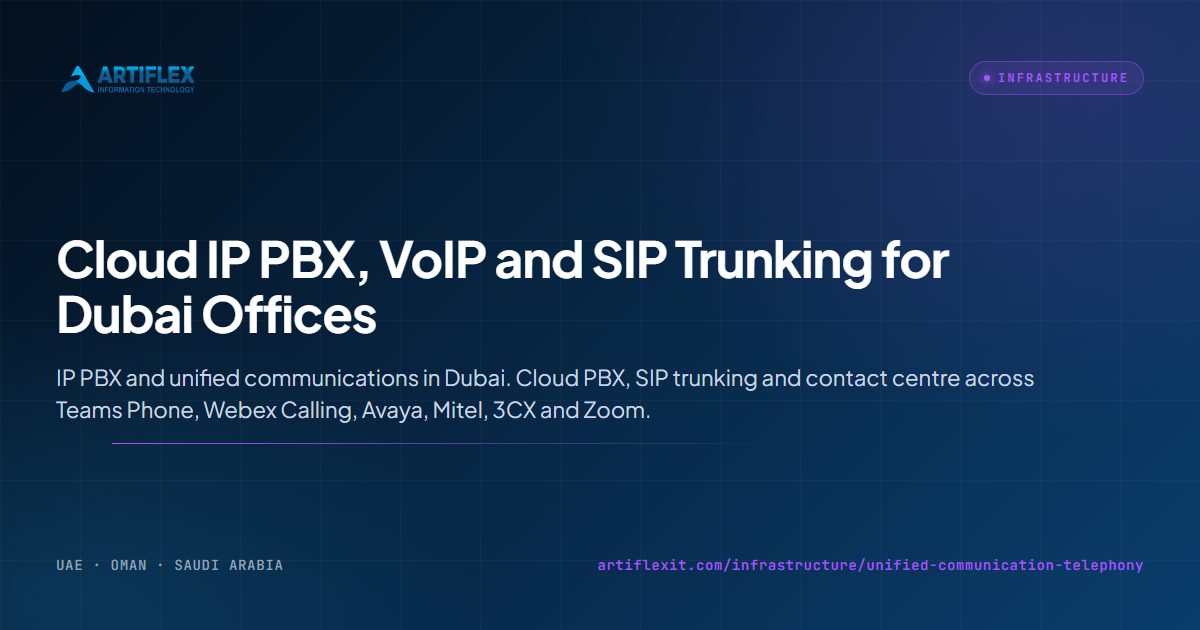 ARTIFLEX
INFORMATION TECHNOLOGY
INFRASTRUCTURE
Cloud IP PBX, VoIP and SIP Trunking for
Dubai Offices
IP PBX and unified communications in Dubai. Cloud PBX, SIP trunking and contact centre across
Teams Phone, Webex Calling, Avaya, Mitel, 3CX and Zoom.
UAE · OMAN · SAUDI ARABIA
artiflexit.com/infrastructure/unified-communication-telephony